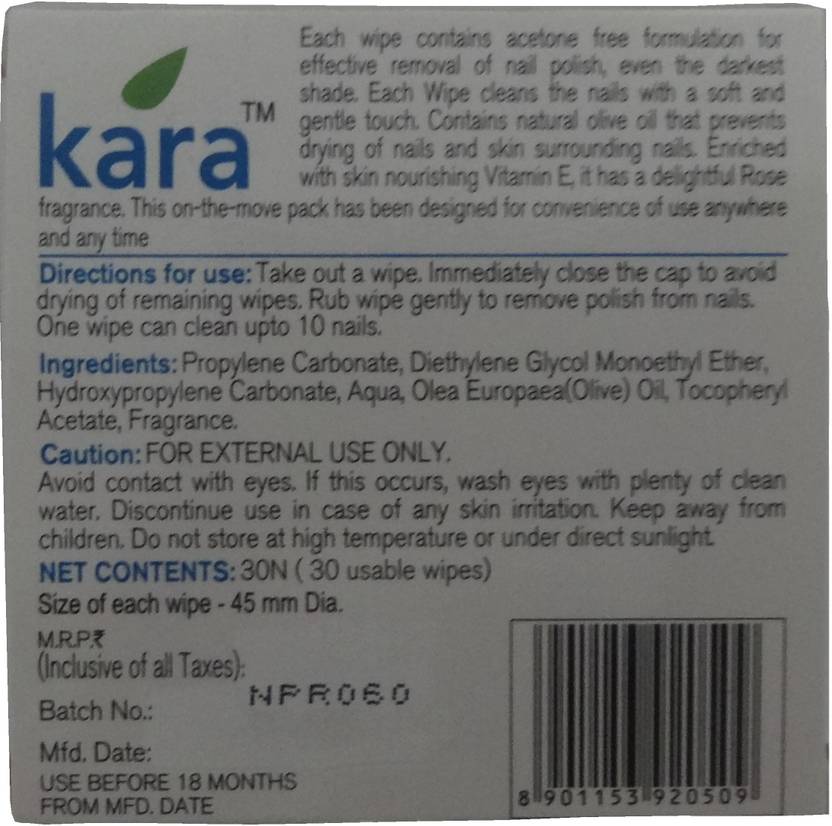 kara™
Each wipe contains acetone free formulation for
effective removal of nail polish, even the darkest
shade. Each Wipe cleans the nails with a soft and
gentle touch. Contains natural olive oil that prevents
drying of nails and skin surrounding nails. Enriched
with skin nourishing Vitamin E, it has a delightful Rose
fragrance. This on-the-move pack has been designed for convenience of use anywhere
and any time
Directions for use: Take out a wipe. Immediately close the cap to avoid
drying of remaining wipes. Rub wipe gently to remove polish from nails.
One wipe can clean upto 10 nails.
Ingredients: Propylene Carbonate, Diethylene Glycol Monoethyl Ether,
Hydroxypropylene Carbonate, Aqua, Olea Europaea(Olive) Oil, Tocopheryl
Acetate, Fragrance.
Caution: FOR EXTERNAL USE ONLY.
Avoid contact with eyes. If this occurs, wash eyes with plenty of clean
water. Discontinue use in case of any skin irritation. Keep away from
children. Do not store at high temperature or under direct sunlight.
NET CONTENTS: 30N ( 30 usable wipes)
Size of each wipe - 45 mm Dia.
M.R.P.₹
(Inclusive of all Taxes):
NPR060
Batch No.:
Mfd. Date:
USE BEFORE 18 MONTHS
FROM MFD. DATE
8 901153 920509